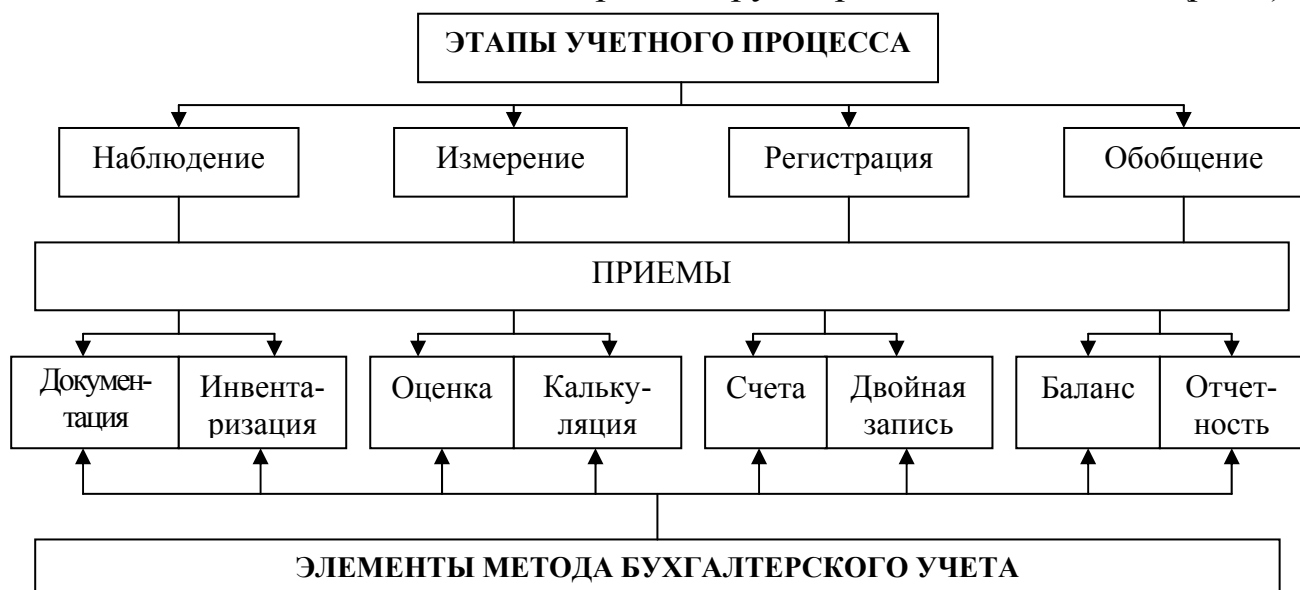 ЭТАПЫ УЧЕТНОГО ПРОЦЕССА
Наблюдение
Измерение
Регистрация
Обобщение
ПРИЕМЫ
Докумен-
тация
Инвента-
ризация
Оценка
Кальку-
ляция
Счета
Двойная
запись
Баланс
Отчет-
ность
ЭЛЕМЕНТЫ МЕТОДА БУХГАЛТЕРСКОГО УЧЕТА